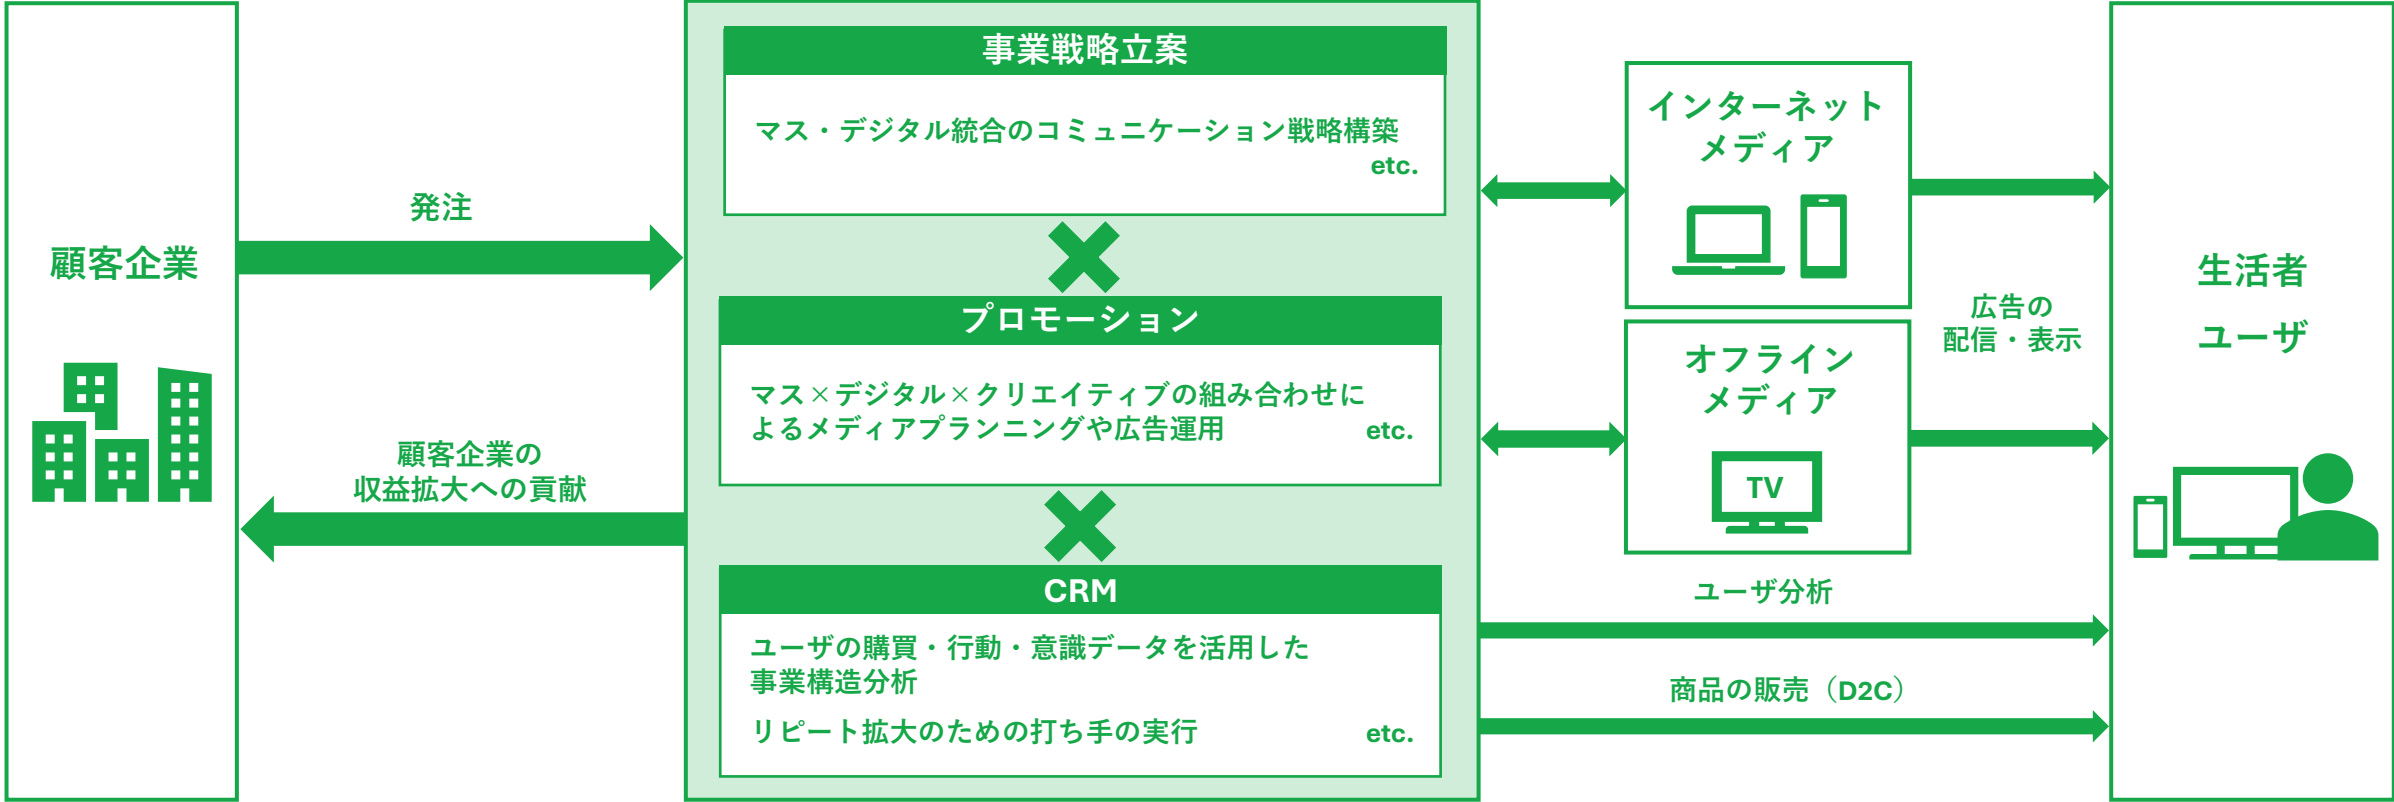 顧客企業
発注
顧客企業の
収益拡大への貢献
事業戦略立案
マス・デジタル統合のコミュニケーション戦略構築
etc.
プロモーション
マス×デジタル×クリエイティブの組み合わせに
よるメディアプランニングや広告運用 etc.
CRM
ユーザの購買・行動・意識データを活用した
事業構造分析
リピート拡大のための打ち手の実行 etc.
インターネット
メディア
オフライン
メディア
TV
広告の
配信・表示
ユーザ分析
商品の販売（D2C）
生活者
ユーザ